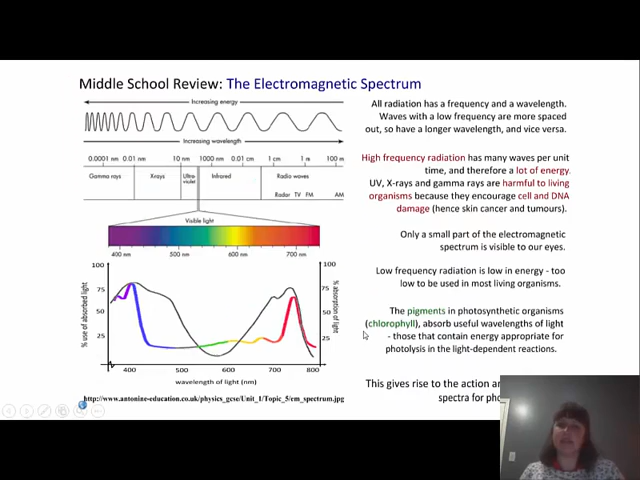 Middle School Review: The Electromagnetic Spectrum
Increasing energy
Increasing wavelength
0.0001 nm 0.01 nm 10 nm 1000 nm 0.01 cm 1 cm 1 m 100 m
Gamma rays X-rays Ultra- violet Infrared Radio waves
Radar TV FM AM
Visible light
400 nm 500 nm 600 nm 700 nm
100 75 50 25
% use of absorbed light
100 75 50 25
% absorption of light
400 500 600 700 800
wavelength of light (nm)
http://www.antonine-education.co.uk/physics_gcse/Unit_1/Topic_5/em_spectrum.jpg
All radiation has a frequency and a wavelength.
Waves with a low frequency are more spaced
out, so have a longer wavelength, and vice versa.
High frequency radiation has many waves per unit
time, and therefore a lot of energy.
UV, X-rays and gamma rays are harmful to living
organisms because they encourage cell and DNA
damage (hence skin cancer and tumours).
Only a small part of the electromagnetic
spectrum is visible to our eyes.
Low frequency radiation is low in energy - too
low to be used in most living organisms.
The pigments in photosynthetic organisms
(chlorophyll), absorb useful wavelengths of light
- those that contain energy appropriate for
photolysis in the light-dependent reactions.
This gives rise to the action a
spectra for